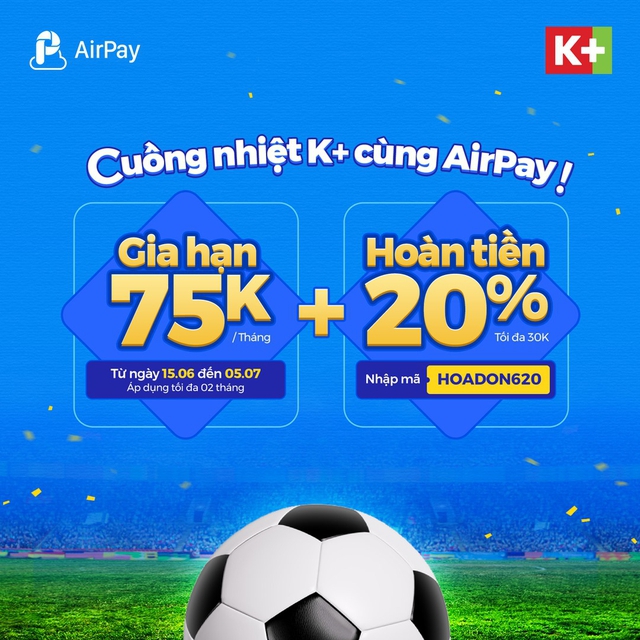 AirPay
K+
Cuồng nhiệt K+ cùng AirPay!
Gia hạn
75K
/Tháng
Từ ngày 15.06 đến 05.07
Áp dụng tối đa 02 tháng
+
Hoàn tiền
20%
Tối đa 30K
Nhập mã HOADON620